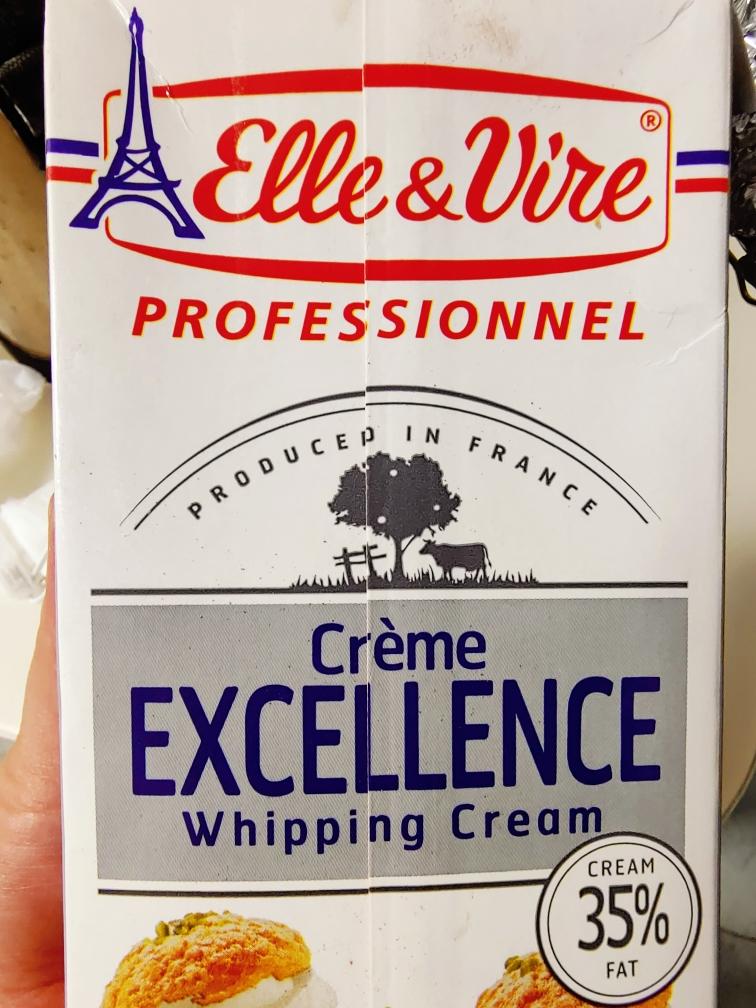 Elle&Vire®
PROFESSIONNEL
PRODUCED IN FRANCE
Crème
EXCELLENCE
Whipping Cream
CREAM
35%
FAT